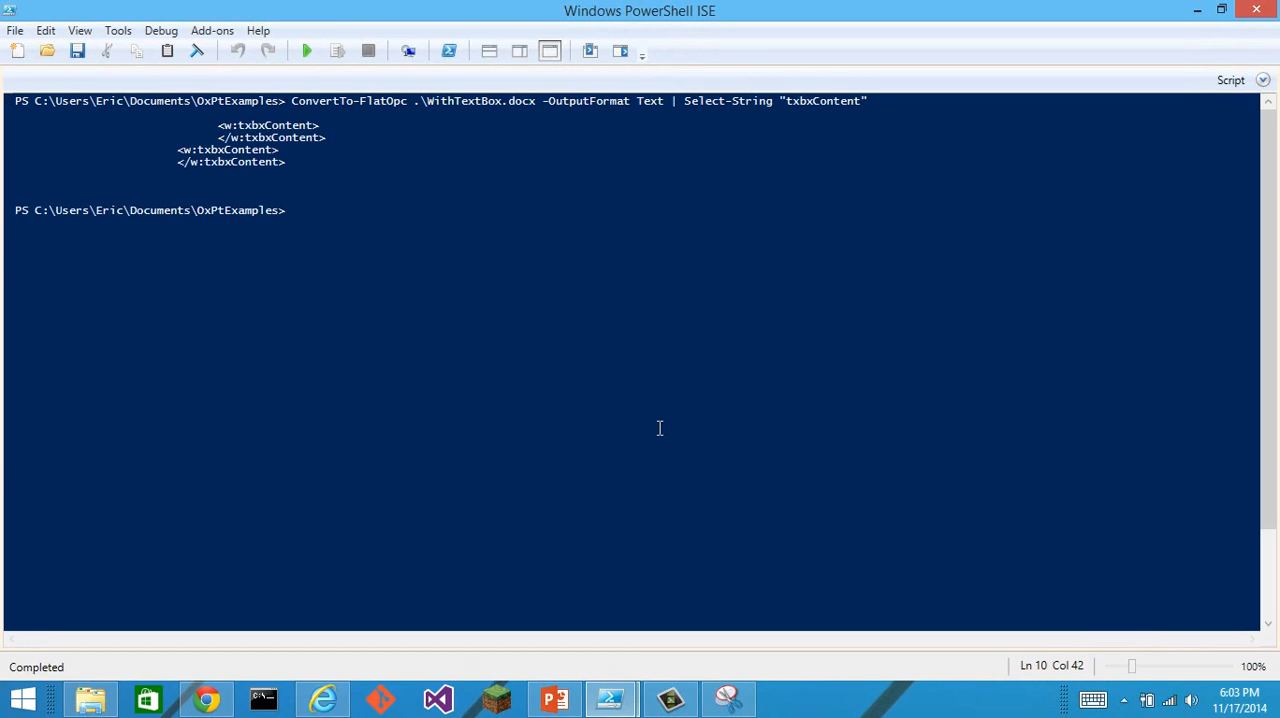 Windows PowerShell ISE
File Edit View Tools Debug Add-ons Help
Script
PS C:\Users\Eric\Documents\OxPtExamples> ConvertTo-FlatOpc .\WithTextBox.docx -OutputFormat Text | Select-String "txbxContent"
<w:txbxContent>
</w:txbxContent>
<w:txbxContent>
</w:txbxContent>
PS C:\Users\Eric\Documents\OxPtExamples>
Completed
Ln 10 Col 42
100%
6:03 PM
11/17/2014